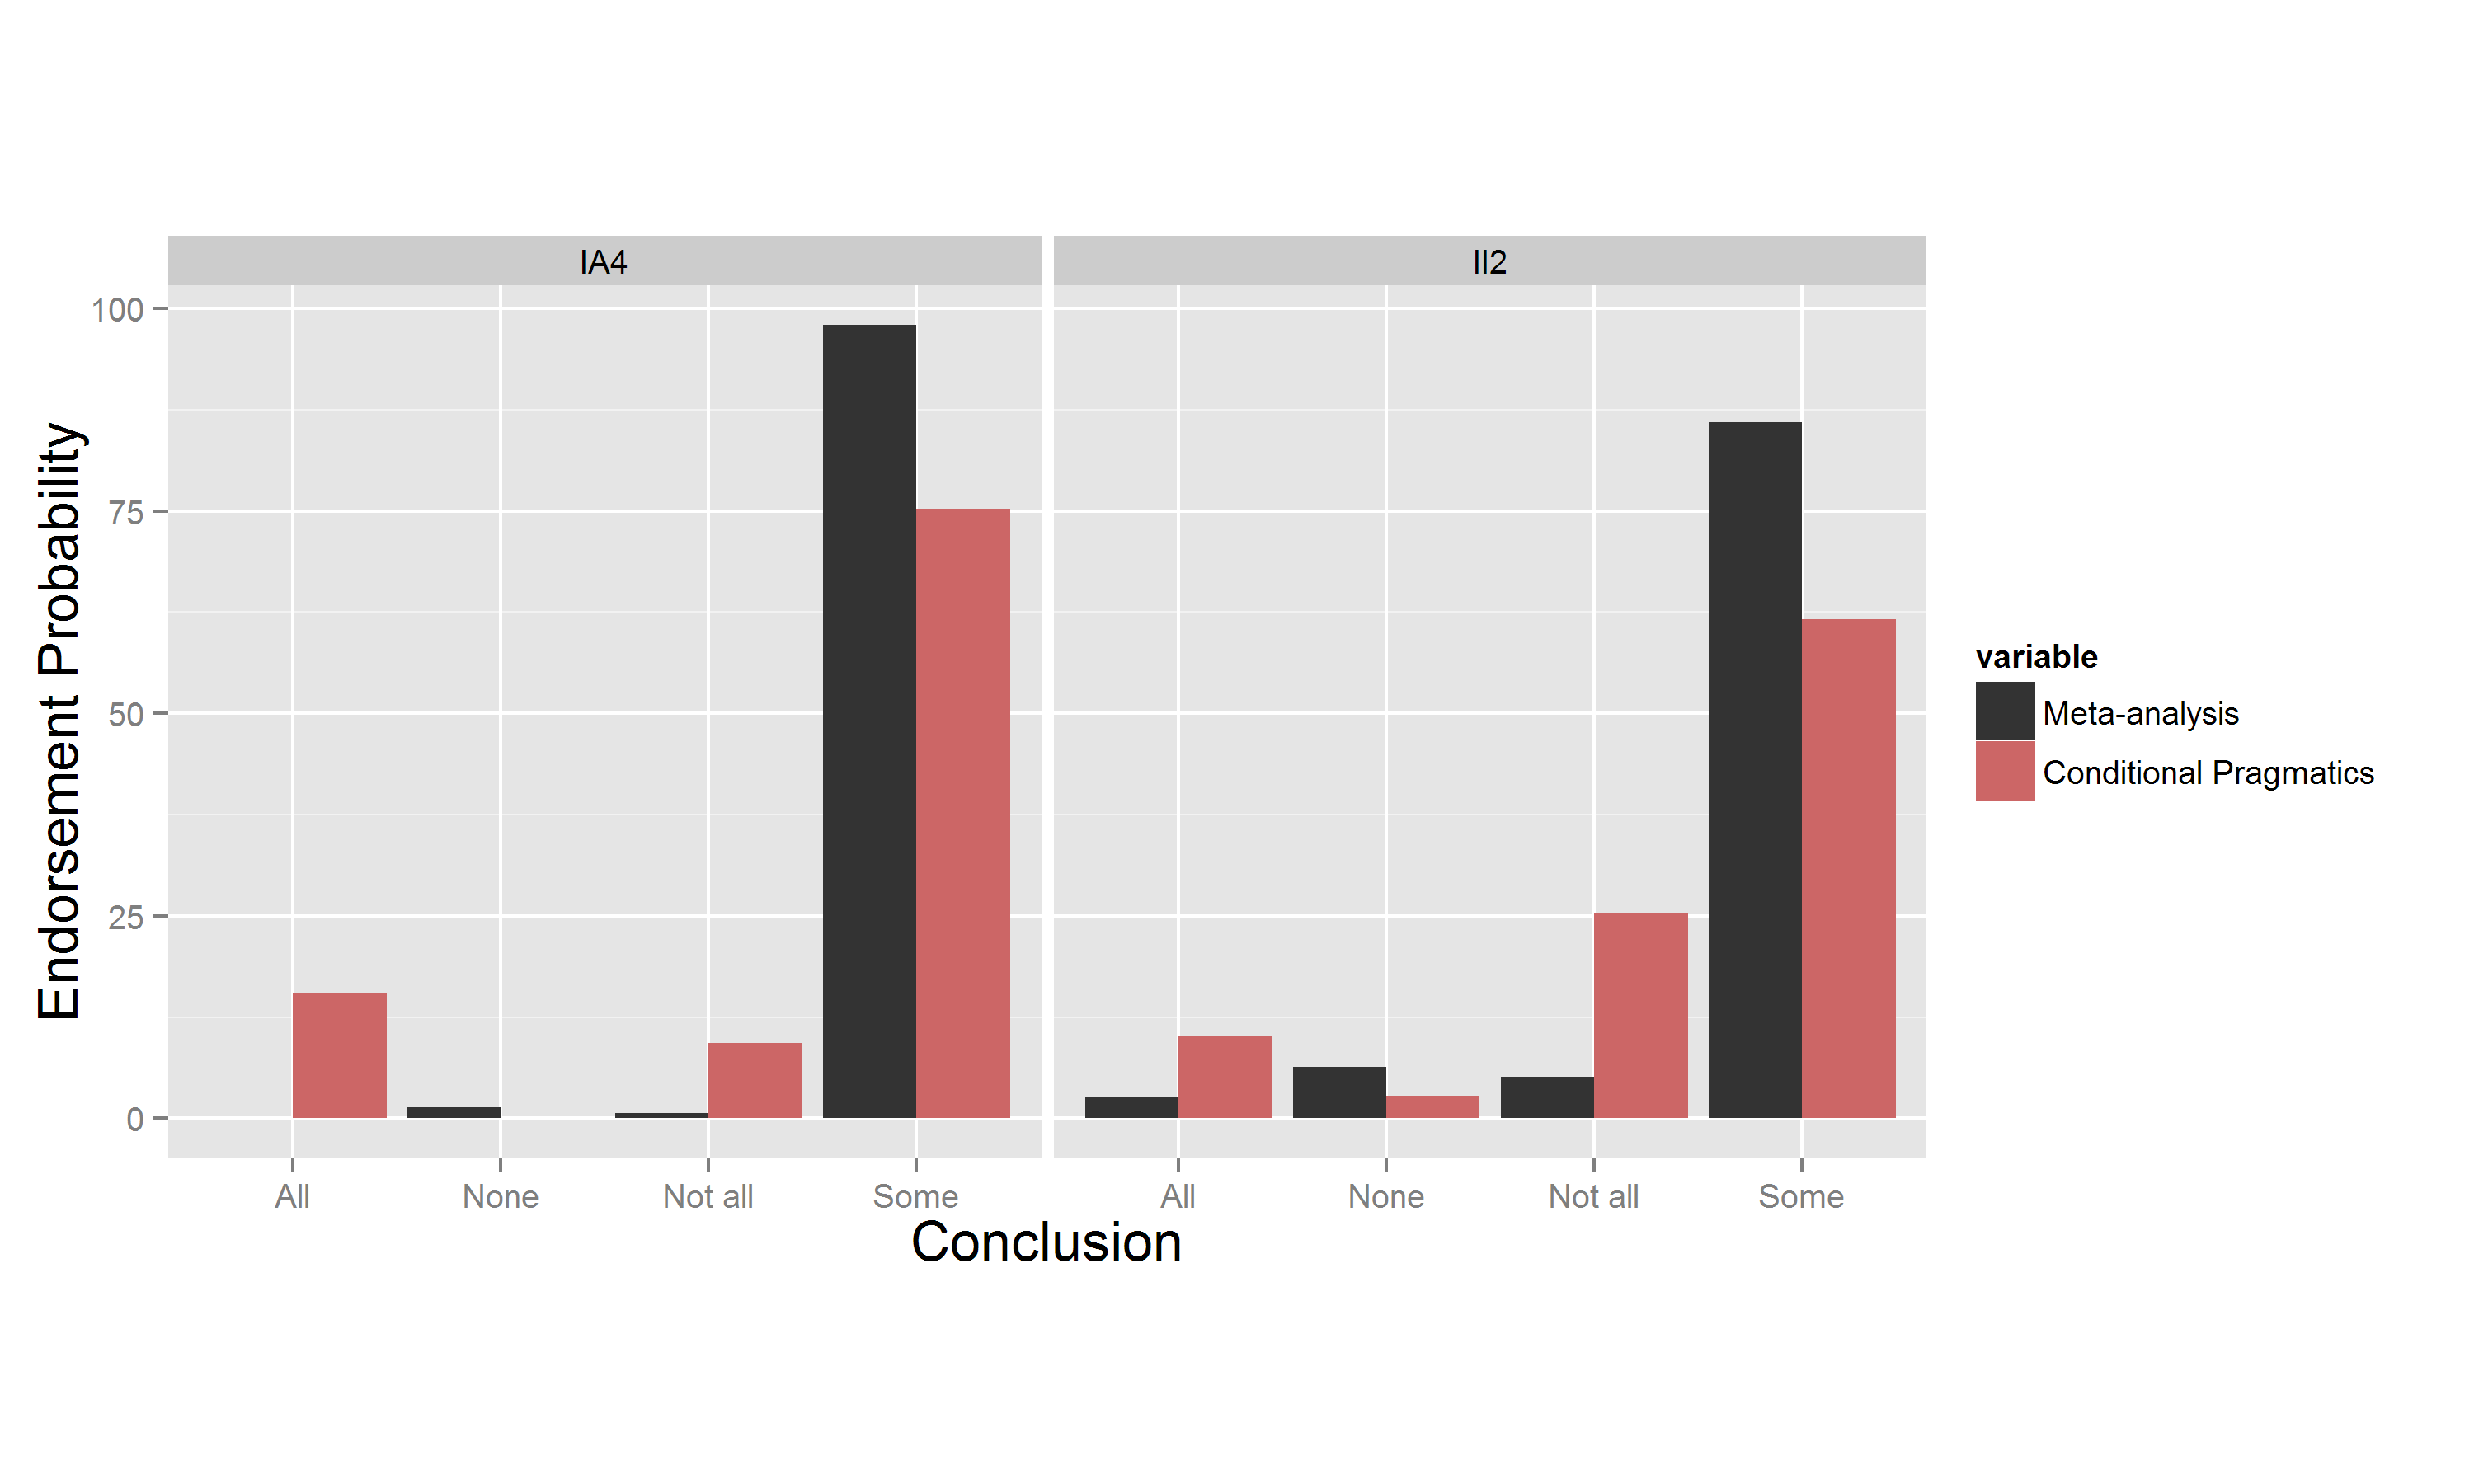 IA4
II2
100
75
50
25
0
Endorsement Probability
All None Not all Some
All None Not all Some
Conclusion
variable
Meta-analysis
Conditional Pragmatics